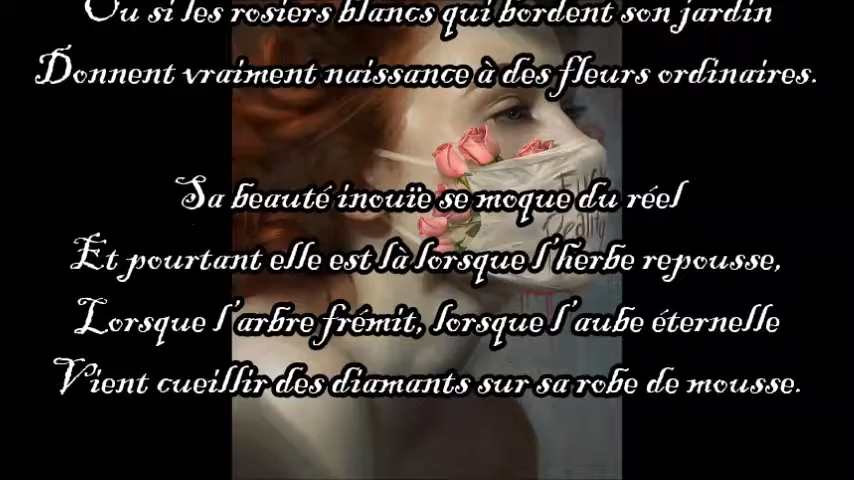 Ou si les rosiers blancs qui bordent son jardin
Donnent vraiment naissance à des fleurs ordinaires.
Sa beauté inouïe se moque du réel
Et pourtant elle est là lorsque l'herbe repousse,
Lorsque l'arbre frémit, lorsque l'aube éternelle
Vient cueillir des diamants sur sa robe de mousse.